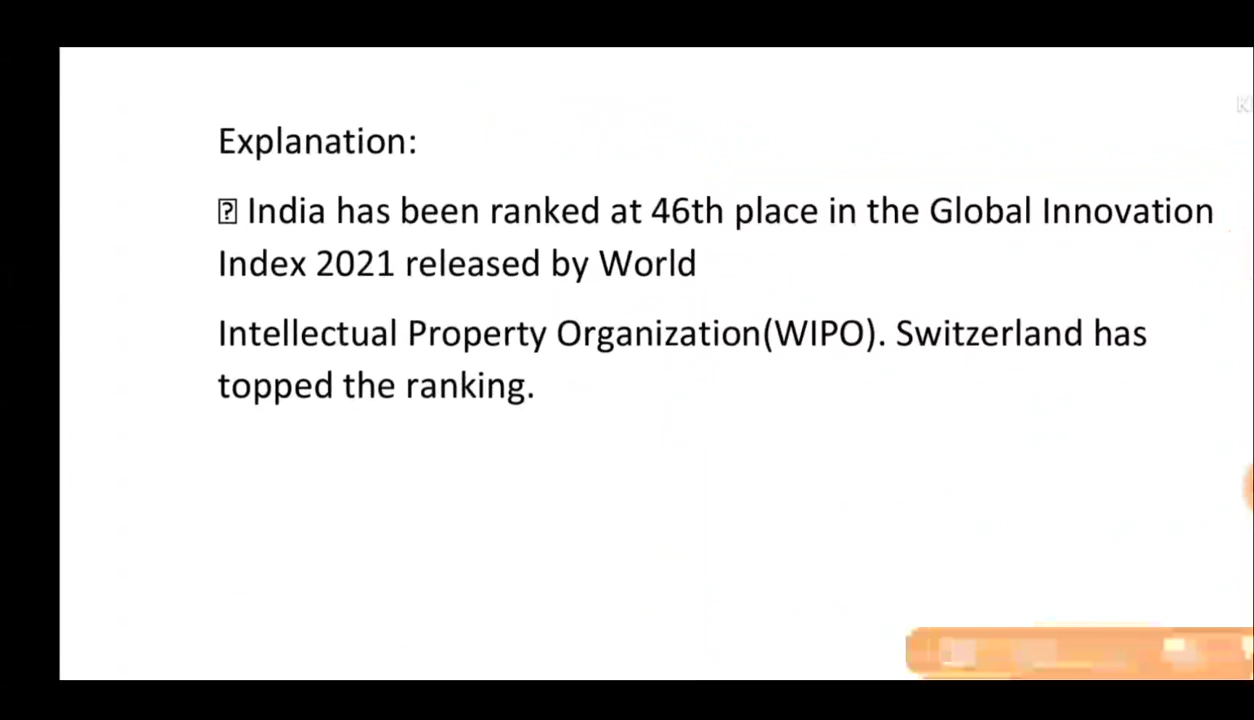 Explanation:
⍰ India has been ranked at 46th place in the Global Innovation
Index 2021 released by World
Intellectual Property Organization(WIPO). Switzerland has
topped the ranking.